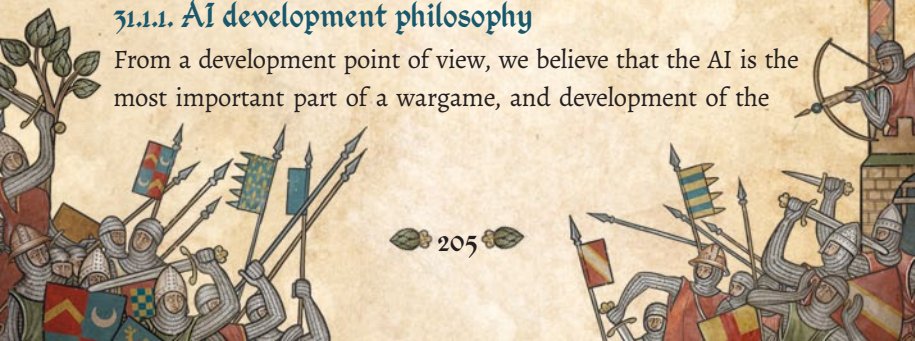 31.1.1. AI development philosophy
From a development point of view, we believe that the AI is the
most important part of a wargame, and development of the
205